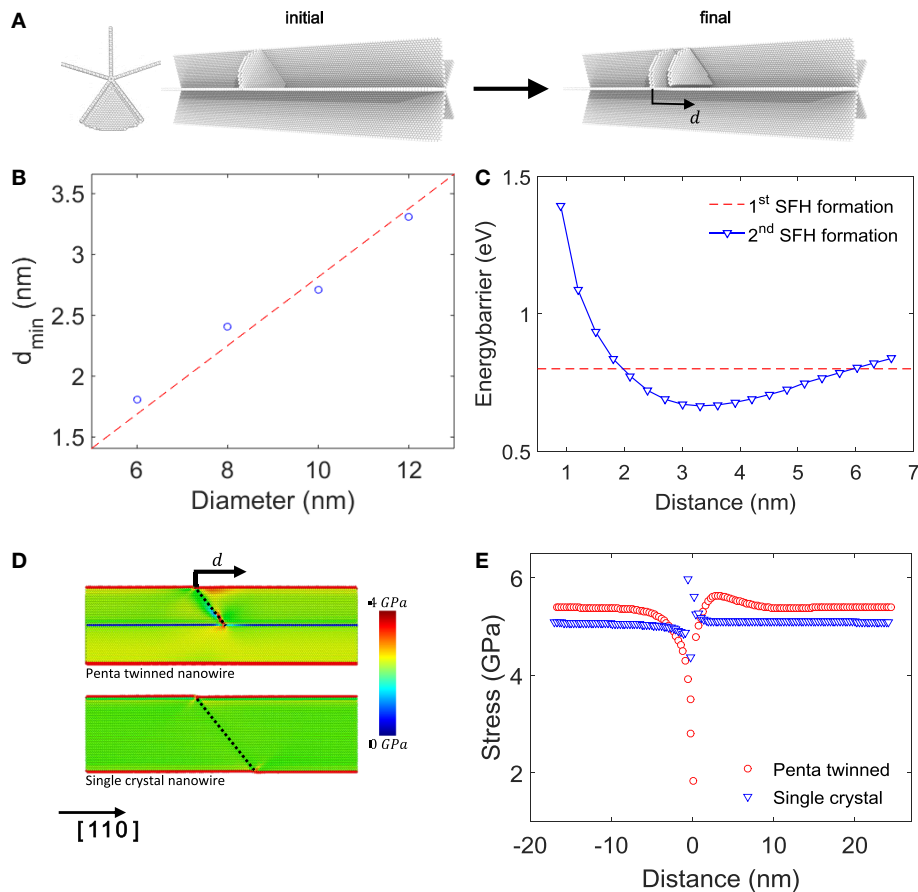 A
initial
final
d
B
3.5
3
2.5
2
1.5
6
8
10
12
d_min (nm)
Diameter (nm)
C
1.5
1
0.5
1
2
3
4
5
6
7
Energybarrier (eV)
Distance (nm)
1st SFH formation
2nd SFH formation
D
d
4 GPa
0 GPa
Penta twinned nanowire
Single crystal nanowire
[110]
E
6
4
2
-20
-10
0
10
20
Stress (GPa)
Distance (nm)
Penta twinned
Single crystal